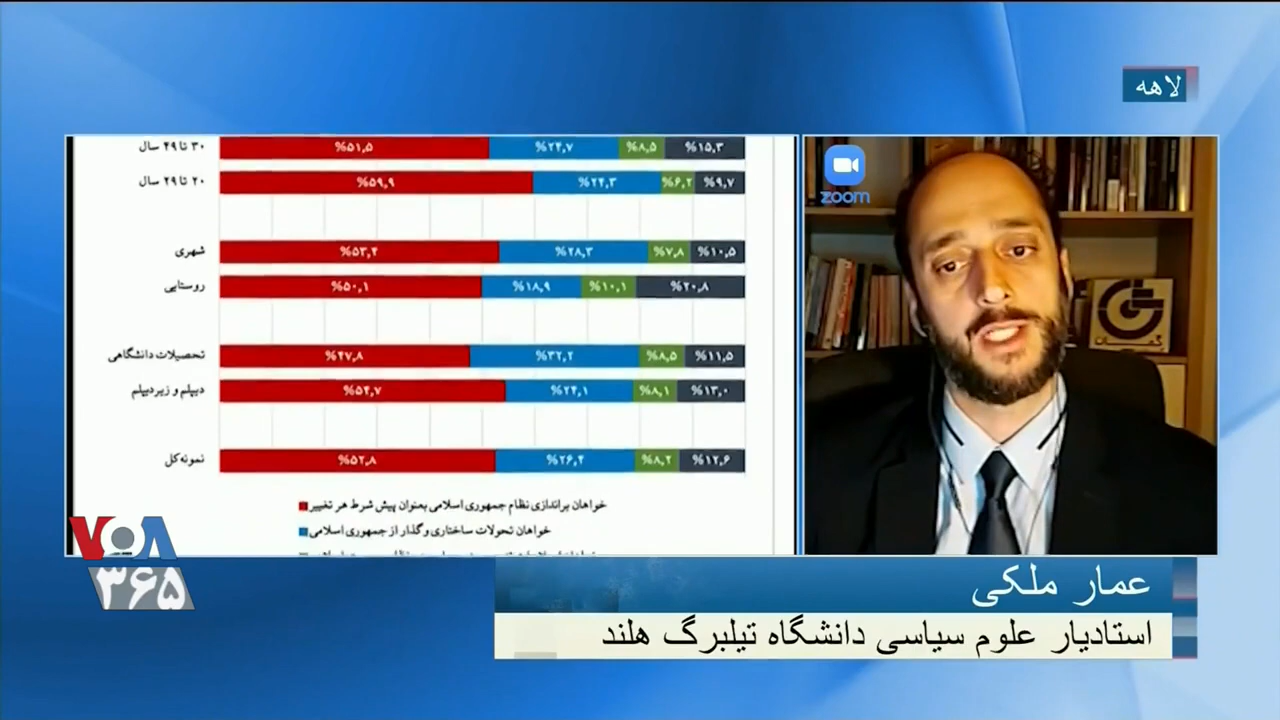 لاهه
zoom
۳۰ تا ۴۹ سال %۵۱,۵ %۲۴,۷ %۸,۵ %۱۵,۳
۲۰ تا ۲۹ سال %۵۹,۹ %۲۴,۳ %۶,۲ %۹,۷
شهری %۵۳,۴ %۲۸,۳ %۷,۸ %۱۰,۵
روستایی %۵۰,۱ %۱۸,۹ %۱۰,۱ %۲۰,۸
تحصیلات دانشگاهی %۴۷,۸ %۳۲,۲ %۸,۵ %۱۱,۵
دیپلم و زیردیپلم %۵۴,۷ %۲۴,۱ %۸,۱ %۱۳,۰
نمونه کل %۵۲,۸ %۲۶,۴ %۸,۲ %۱۲,۶
خواهان براندازی نظام جمهوری اسلامی بعنوان پیش شرط هر تغییر
خواهان تحولات ساختاری و گذار از جمهوری اسلامی
VOA
۳۶۵
عمار ملکی
استادیار علوم سیاسی دانشگاه تیلبرگ هلند